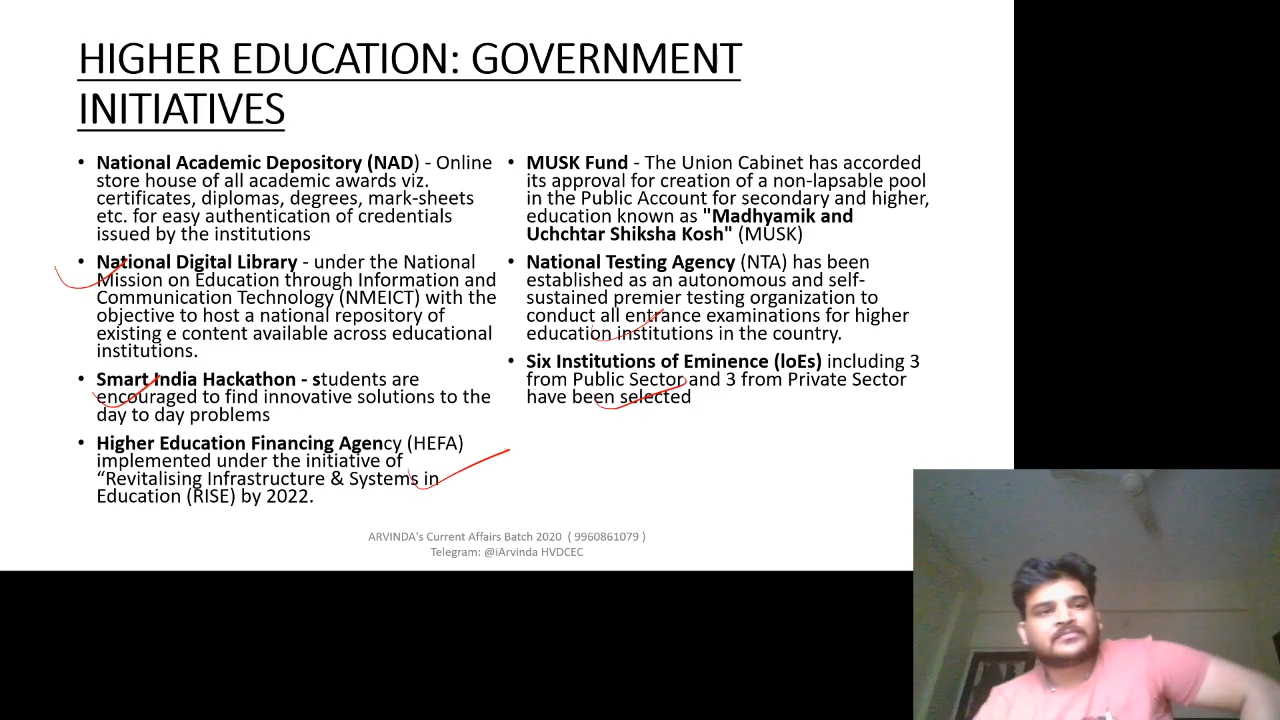 HIGHER EDUCATION: GOVERNMENT
INITIATIVES
• National Academic Depository (NAD) - Online
store house of all academic awards viz.
certificates, diplomas, degrees, mark-sheets
etc. for easy authentication of credentials
issued by the institutions
• National Digital Library - under the National
Mission on Education through Information and
Communication Technology (NMEICT) with the
objective to host a national repository of
existing e content available across educational
institutions.
• Smart India Hackathon - students are
encouraged to find innovative solutions to the
day to day problems
• Higher Education Financing Agency (HEFA)
implemented under the initiative of
“Revitalising Infrastructure & Systems in
Education (RISE) by 2022.
• MUSK Fund - The Union Cabinet has accorded
its approval for creation of a non-lapsable pool
in the Public Account for secondary and higher,
education known as "Madhyamik and
Uchchtar Shiksha Kosh" (MUSK)
• National Testing Agency (NTA) has been
established as an autonomous and self-
sustained premier testing organization to
conduct all entrance examinations for higher
education institutions in the country.
• Six Institutions of Eminence (IoEs) including 3
from Public Sector and 3 from Private Sector
have been selected
ARVINDA's Current Affairs Batch 2020 ( 9960861079 )
Telegram: @iArvinda HVDCEC